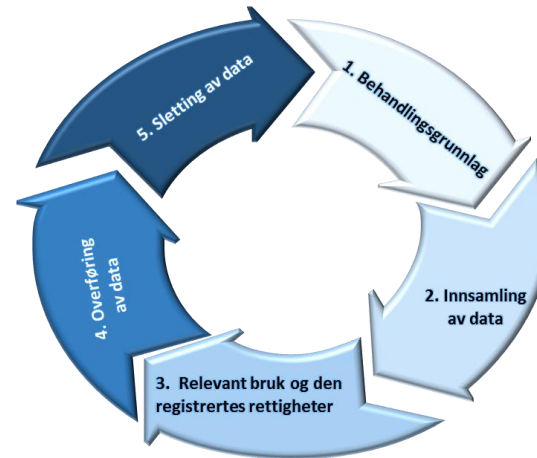 1. Behandlingsgrunnlag
2. Innsamling
av data
3. Relevant bruk og den
registrertes rettigheter
4. Overføring
av data
5. Sletting av data